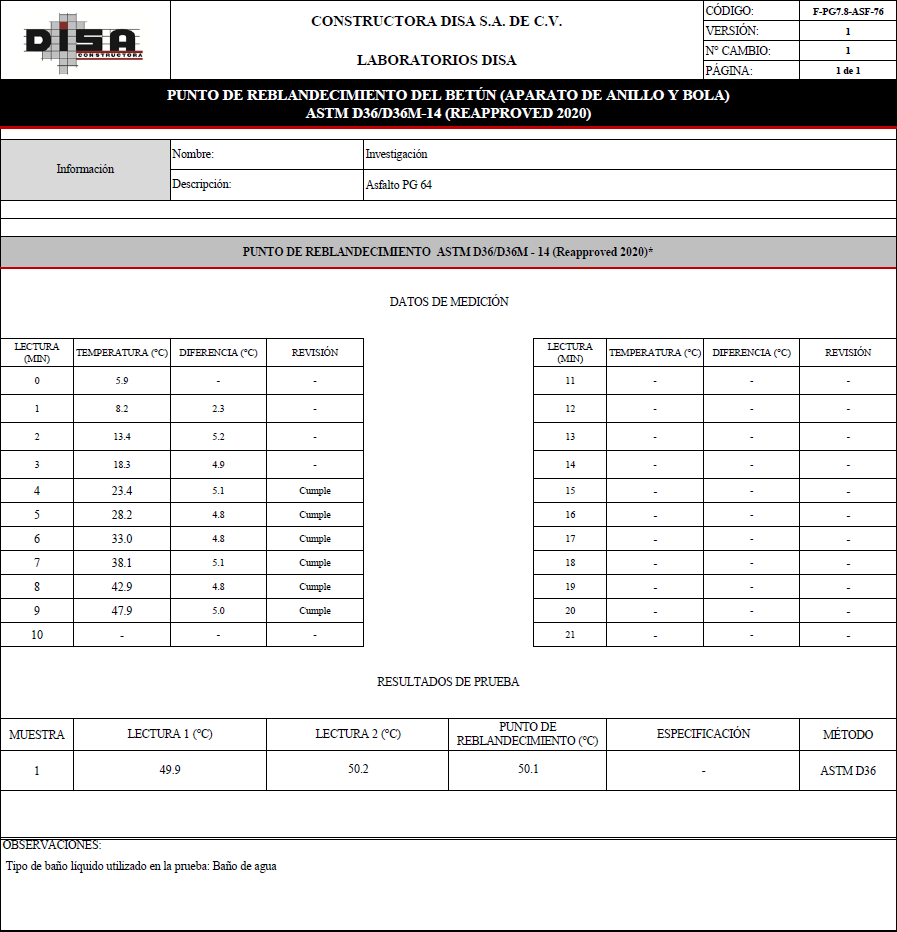 DISA
CONSTRUCTORA
CONSTRUCTORA DISA S.A. DE C.V.
LABORATORIOS DISA
CÓDIGO: F-PG7.8-ASF-76
VERSIÓN: 1
N° CAMBIO: 1
PÁGINA: 1 de 1
PUNTO DE REBLANDECIMIENTO DEL BETÚN (APARATO DE ANILLO Y BOLA)
ASTM D36/D36M-14 (REAPPROVED 2020)
Información
Nombre: Investigación
Descripción: Asfalto PG 64
PUNTO DE REBLANDECIMIENTO ASTM D36/D36M - 14 (Reapproved 2020)*
DATOS DE MEDICIÓN
LECTURA (MIN) TEMPERATURA (°C) DIFERENCIA (°C) REVISIÓN
0 5.9 - -
1 8.2 2.3 -
2 13.4 5.2 -
3 18.3 4.9 -
4 23.4 5.1 Cumple
5 28.2 4.8 Cumple
6 33.0 4.8 Cumple
7 38.1 5.1 Cumple
8 42.9 4.8 Cumple
9 47.9 5.0 Cumple
10 - - -
LECTURA (MIN) TEMPERATURA (°C) DIFERENCIA (°C) REVISIÓN
11 - - -
12 - - -
13 - - -
14 - - -
15 - - -
16 - - -
17 - - -
18 - - -
19 - - -
20 - - -
21 - - -
RESULTADOS DE PRUEBA
MUESTRA LECTURA 1 (°C) LECTURA 2 (°C) PUNTO DE REBLANDECIMIENTO (°C) ESPECIFICACIÓN MÉTODO
1 49.9 50.2 50.1 - ASTM D36
OBSERVACIONES:
Tipo de baño líquido utilizado en la prueba: Baño de agua